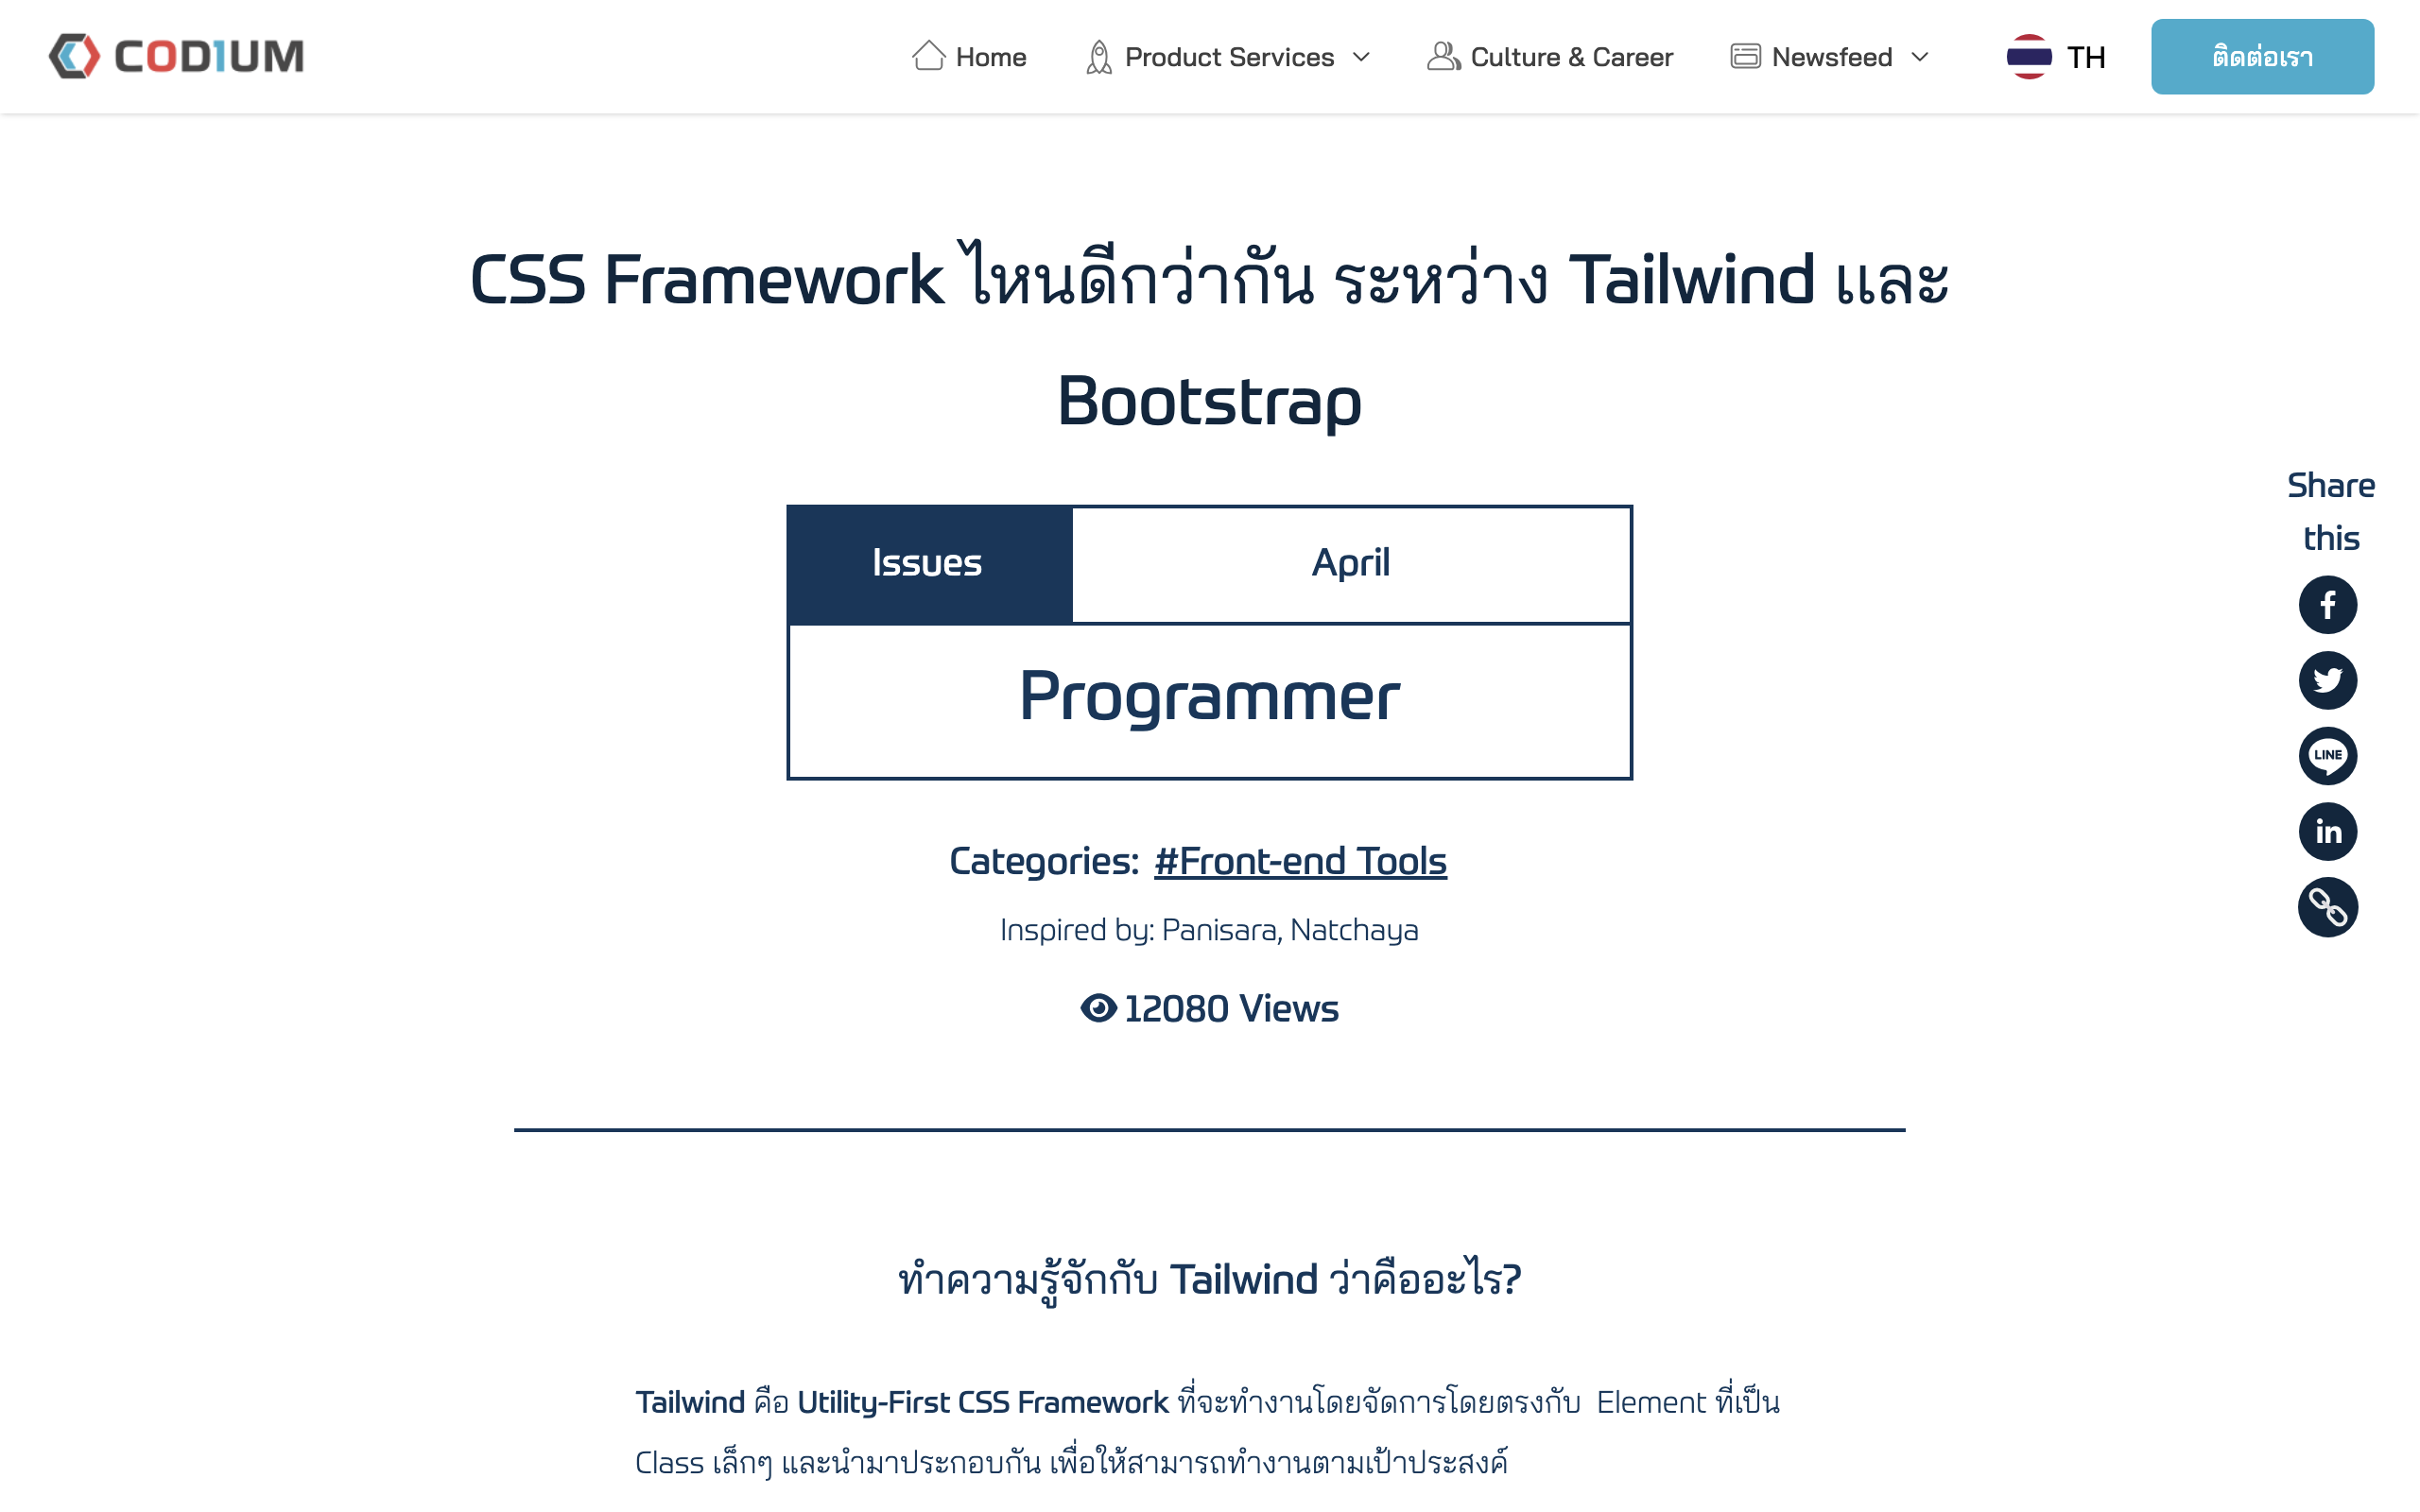 CODIUM
Home
Product Services
Culture & Career
Newsfeed
TH
ติดต่อเรา
CSS Framework ไหนดีกว่ากัน ระหว่าง Tailwind และ
Bootstrap
Share
this
Issues
April
Programmer
LINE
Categories: #Front-end Tools
Inspired by: Panisara, Natchaya
12080 Views
ทำความรู้จักกับ Tailwind ว่าคืออะไร?
Tailwind คือ Utility-First CSS Framework ที่จะทำงานโดยจัดการโดยตรงกับ Element ที่เป็น
Class เล็กๆ และนำมาประกอบกัน เพื่อให้สามารถทำงานตามเป้าประสงค์